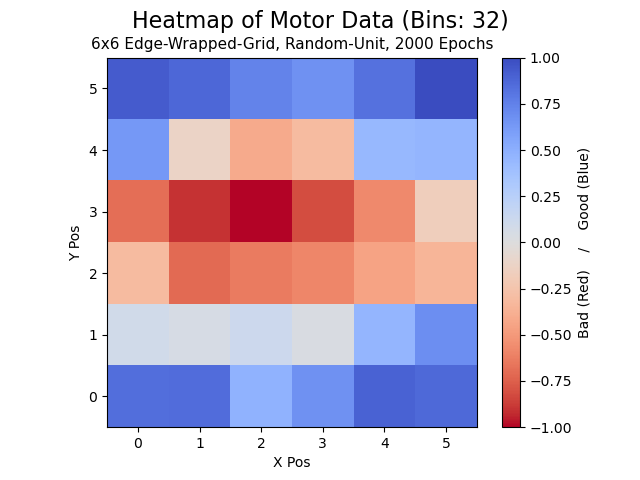 Heatmap of Motor Data (Bins: 32)
6x6 Edge-Wrapped-Grid, Random-Unit, 2000 Epochs
5
4
3
2
1
0
Y Pos
0 1 2 3 4 5
X Pos
1.00
0.75
0.50
0.25
0.00
−0.25
−0.50
−0.75
−1.00
Bad (Red) / Good (Blue)